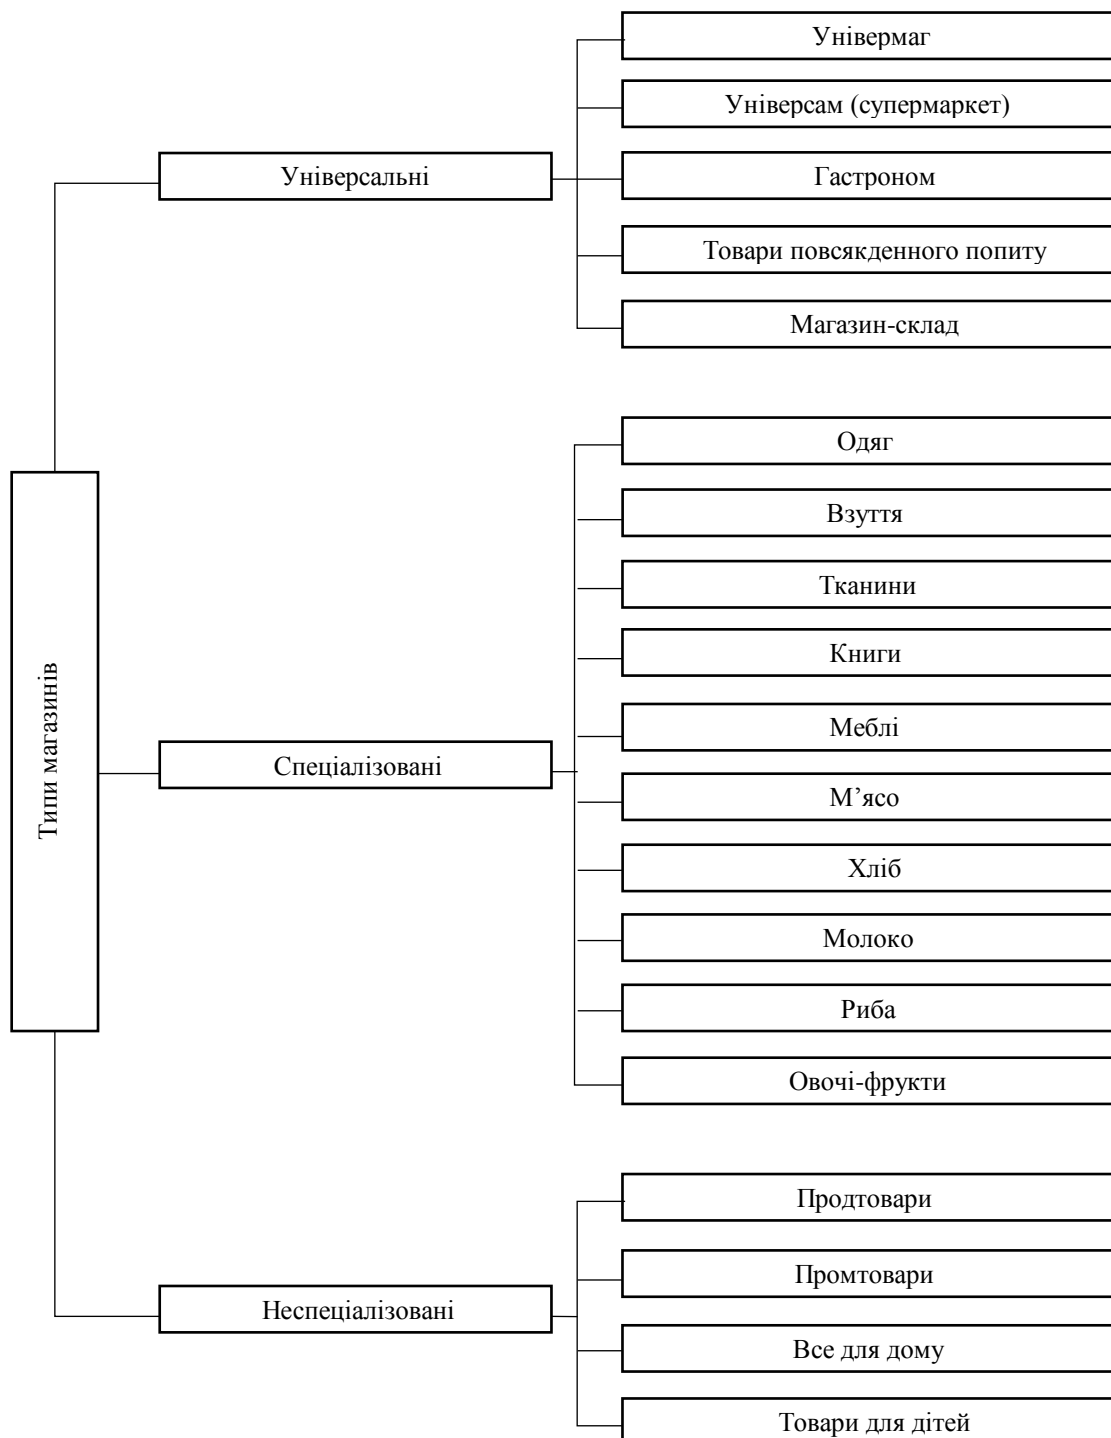 Типи магазинів
Універсальні
Універмаг
Універсам (супермаркет)
Гастроном
Товари повсякденного попиту
Магазин-склад
Спеціалізовані
Одяг
Взуття
Тканини
Книги
Меблі
М’ясо
Хліб
Молоко
Риба
Овочі-фрукти
Неспеціалізовані
Продтовари
Промтовари
Все для дому
Товари для дітей